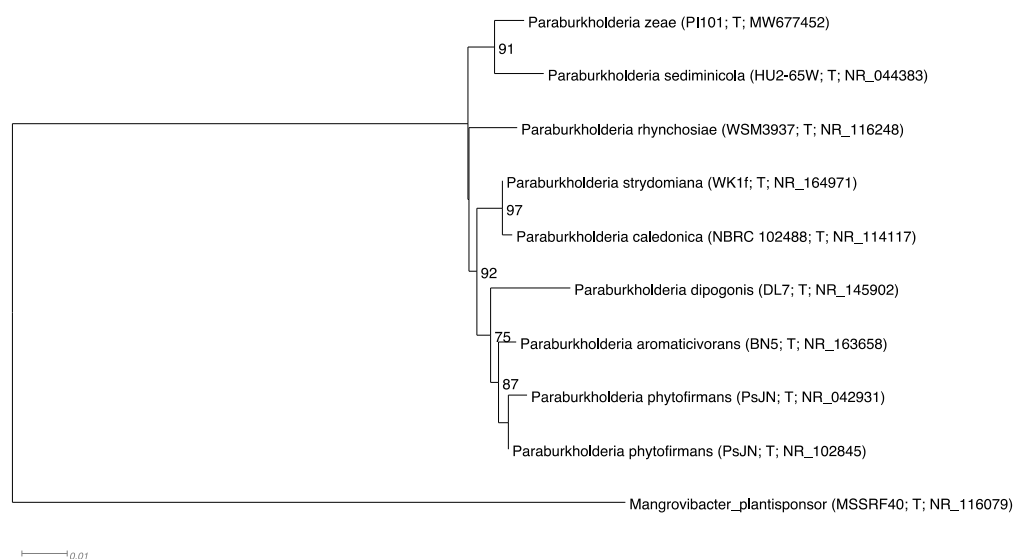 Paraburkholderia zeae (PI101; T; MW677452)
91
Paraburkholderia sediminicola (HU2-65W; T; NR_044383)
Paraburkholderia rhynchosiae (WSM3937; T; NR_116248)
Paraburkholderia strydomiana (WK1f; T; NR_164971)
97
Paraburkholderia caledonica (NBRC 102488; T; NR_114117)
92
Paraburkholderia dipogonis (DL7; T; NR_145902)
75
Paraburkholderia aromaticivorans (BN5; T; NR_163658)
87
Paraburkholderia phytofirmans (PsJN; T; NR_042931)
Paraburkholderia phytofirmans (PsJN; T; NR_102845)
Mangrovibacter_plantisponsor (MSSRF40; T; NR_116079)
0.01